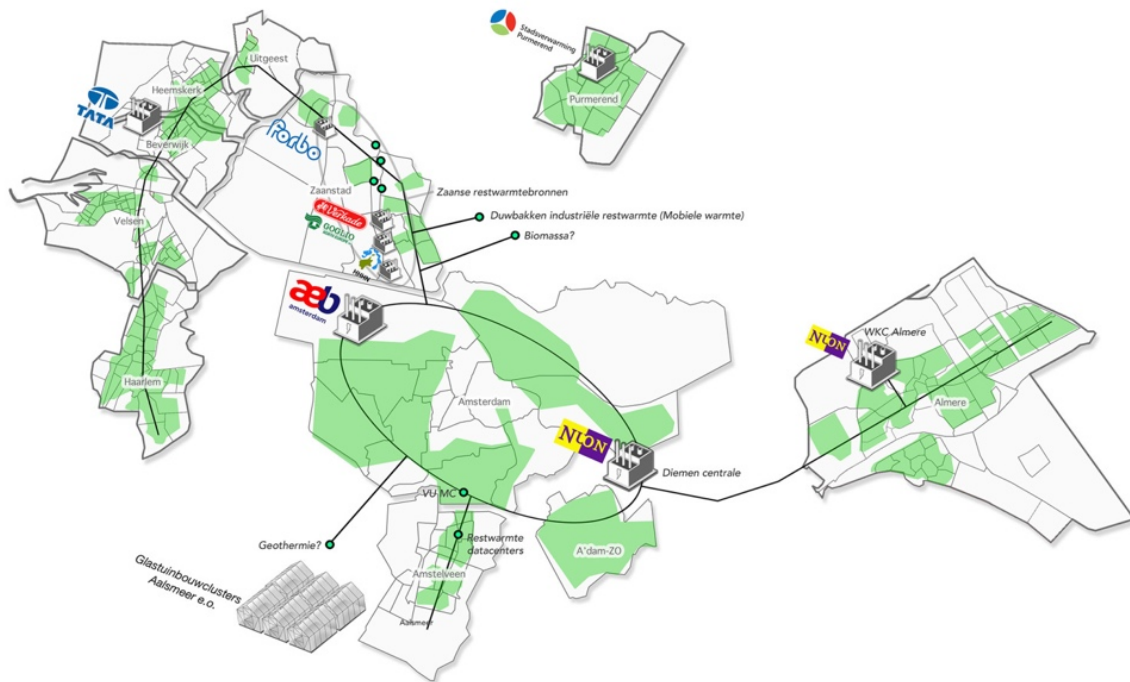 Stadsverwarming
Purmerend
Purmerend
Uitgeest
Heemskerk
TATA
Beverwijk
Forbo
Velsen
Zaanstad
Zaanse restwarmtebronnen
Verkade
Duwbakken industriële restwarmte (Mobiele warmte)
Biomassa?
aeb
amsterdam
NUON
WKC Almere
Haarlem
Amsterdam
Almere
NUON
Diemen centrale
VU MC
Geothermie?
Restwarmte
datacenters
A'dam-ZO
Glastuinbouwclusters
Aalsmeer e.o.
Amstelveen
Aalsmeer